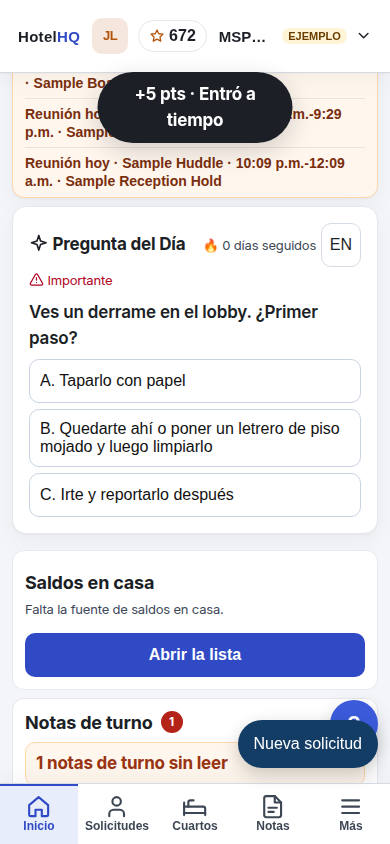 HotelHQ
JL
672
MSP...
EJEMPLO
· Sample
+5 pts · Entró a
tiempo
Reunión hoy
.m.-9:29
p.m. ·
Reunión hoy · Sample Huddle · 10:09 p.m.-12:09
a.m. · Sample Reception Hold
Pregunta del Día
🔥 0 días seguidos
EN
Importante
Ves un derrame en el lobby. ¿Primer
paso?
A. Taparlo con papel
B. Quedarte ahí o poner un letrero de piso
mojado y luego limpiarlo
C. Irte y reportarlo después
Saldos en casa
Falta la fuente de saldos en casa.
Abrir la lista
Notas de turno
1
Nueva solicitud
1 notas de turno sin leer
Inicio
Solicitudes
Cuartos
Notas
Más